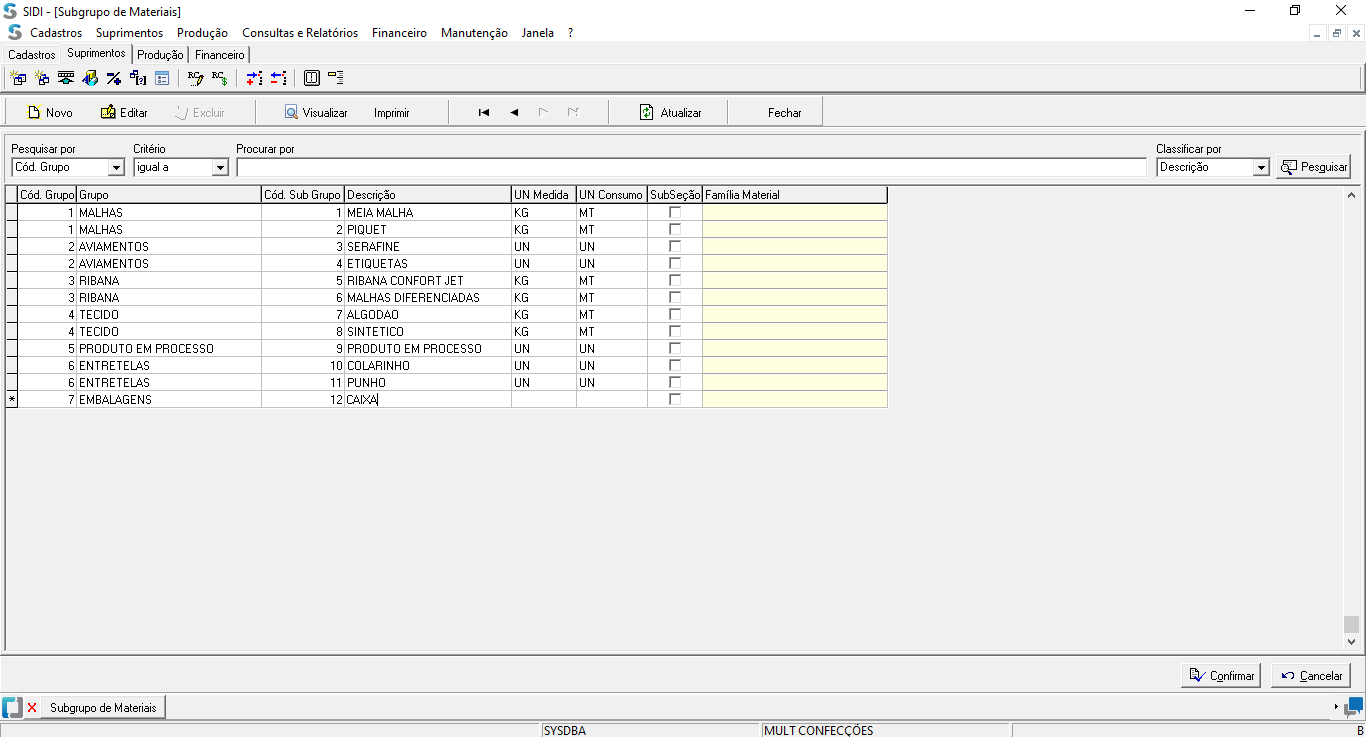 SIDI - [Subgrupo de Materiais]
Cadastros Suprimentos Produção Consultas e Relatórios Financeiro Manutenção Janela ?
Cadastros Suprimentos Produção Financeiro
Novo Editar Excluir Visualizar Imprimir Atualizar Fechar
Pesquisar por Critério Procurar por Classificar por
Cód. Grupo igual a Descrição Pesquisar
Cód. Grupo Grupo Cód. Sub Grupo Descrição UN Medida UN Consumo SubSeção Família Material
1 MALHAS 1 MEIA MALHA KG MT
1 MALHAS 2 PIQUET KG MT
2 AVIAMENTOS 3 SERAFINE UN UN
2 AVIAMENTOS 4 ETIQUETAS UN UN
3 RIBANA 5 RIBANA CONFORT JET KG MT
3 RIBANA 6 MALHAS DIFERENCIADAS KG MT
4 TECIDO 7 ALGODAO KG MT
4 TECIDO 8 SINTETICO KG MT
5 PRODUTO EM PROCESSO 9 PRODUTO EM PROCESSO UN UN
6 ENTRETELAS 10 COLARINHO UN UN
6 ENTRETELAS 11 PUNHO UN UN
* 7 EMBALAGENS 12 CAIXA
Confirmar Cancelar
Subgrupo de Materiais
SYSDBA MULT CONFECÇÕES B